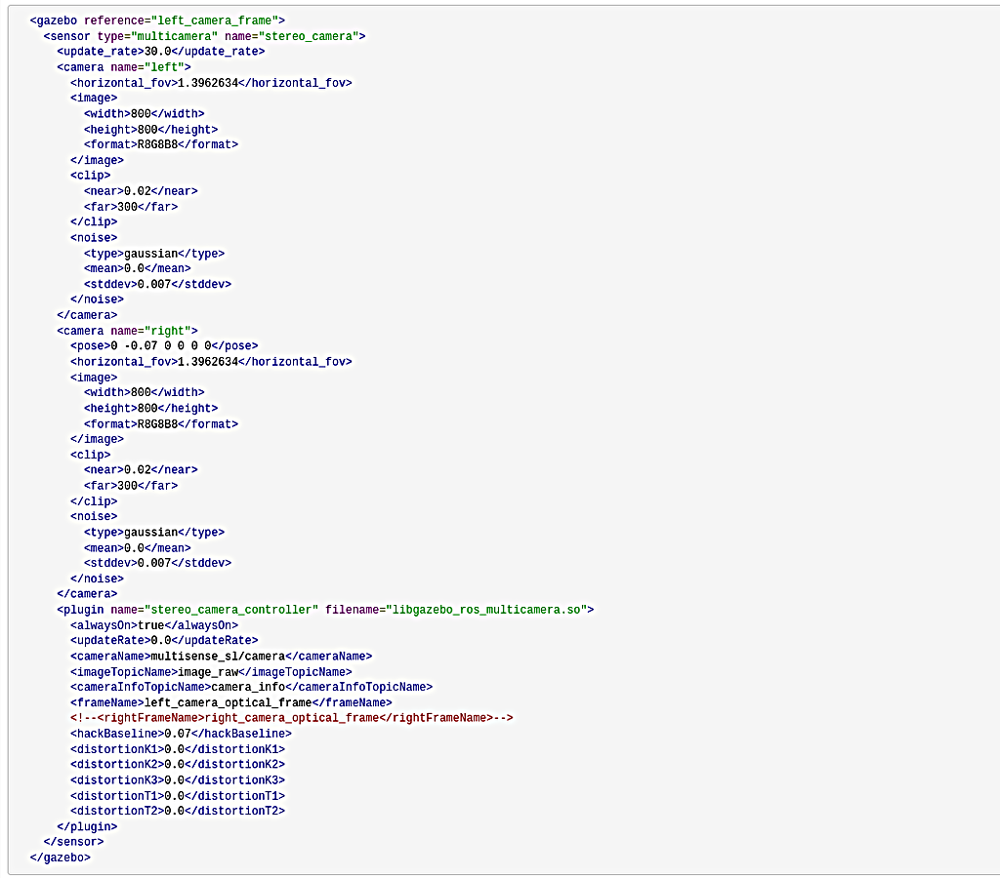 <gazebo reference="left_camera_frame">
  <sensor type="multicamera" name="stereo_camera">
    <update_rate>30.0</update_rate>
    <camera name="left">
      <horizontal_fov>1.3962634</horizontal_fov>
      <image>
        <width>800</width>
        <height>800</height>
        <format>R8G8B8</format>
      </image>
      <clip>
        <near>0.02</near>
        <far>300</far>
      </clip>
      <noise>
        <type>gaussian</type>
        <mean>0.0</mean>
        <stddev>0.007</stddev>
      </noise>
    </camera>
    <camera name="right">
      <pose>0 -0.07 0 0 0 0</pose>
      <horizontal_fov>1.3962634</horizontal_fov>
      <image>
        <width>800</width>
        <height>800</height>
        <format>R8G8B8</format>
      </image>
      <clip>
        <near>0.02</near>
        <far>300</far>
      </clip>
      <noise>
        <type>gaussian</type>
        <mean>0.0</mean>
        <stddev>0.007</stddev>
      </noise>
    </camera>
    <plugin name="stereo_camera_controller" filename="libgazebo_ros_multicamera.so">
      <alwaysOn>true</alwaysOn>
      <updateRate>0.0</updateRate>
      <cameraName>multisense_sl/camera</cameraName>
      <imageTopicName>image_raw</imageTopicName>
      <cameraInfoTopicName>camera_info</cameraInfoTopicName>
      <frameName>left_camera_optical_frame</frameName>
      <!--<rightFrameName>right_camera_optical_frame</rightFrameName>-->
      <hackBaseline>0.07</hackBaseline>
      <distortionK1>0.0</distortionK1>
      <distortionK2>0.0</distortionK2>
      <distortionK3>0.0</distortionK3>
      <distortionT1>0.0</distortionT1>
      <distortionT2>0.0</distortionT2>
    </plugin>
  </sensor>
</gazebo>